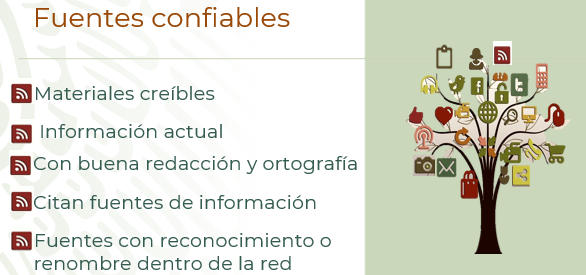 Fuentes confiables
Materiales creíbles
Información actual
Con buena redacción y ortografía
Citan fuentes de información
Fuentes con reconocimiento o
renombre dentro de la red